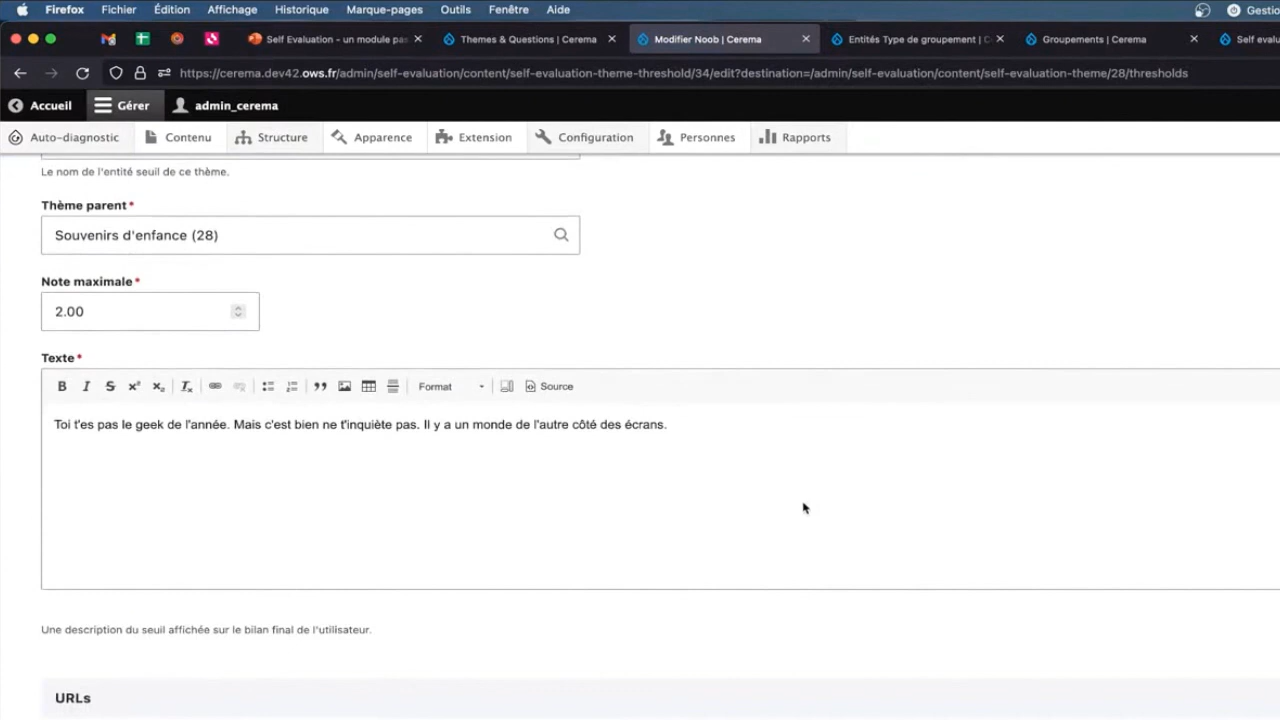 Firefox Fichier Édition Affichage Historique Marque-pages Outils Fenêtre Aide Gestio
Self Evaluation – un module pas Themes & Questions | Cerema Modifier Noob | Cerema Entités Type de groupement | C Groupements | Cerema Self evalu
https://cerema.dev42.ows.fr/admin/self-evaluation/content/self-evaluation-theme-threshold/34/edit?destination=/admin/self-evaluation/content/self-evaluation-theme/28/thresholds
Accueil Gérer admin_cerema
Auto-diagnostic Contenu Structure Apparence Extension Configuration Personnes Rapports
Le nom de l'entité seuil de ce thème.
Thème parent*
Souvenirs d'enfance (28)
Note maximale*
2.00
Texte*
B I S x² x₂ Tx Format Source
Toi t'es pas le geek de l'année. Mais c'est bien ne t'inquiète pas. Il y a un monde de l'autre côté des écrans.
Une description du seuil affichée sur le bilan final de l'utilisateur.
URLs